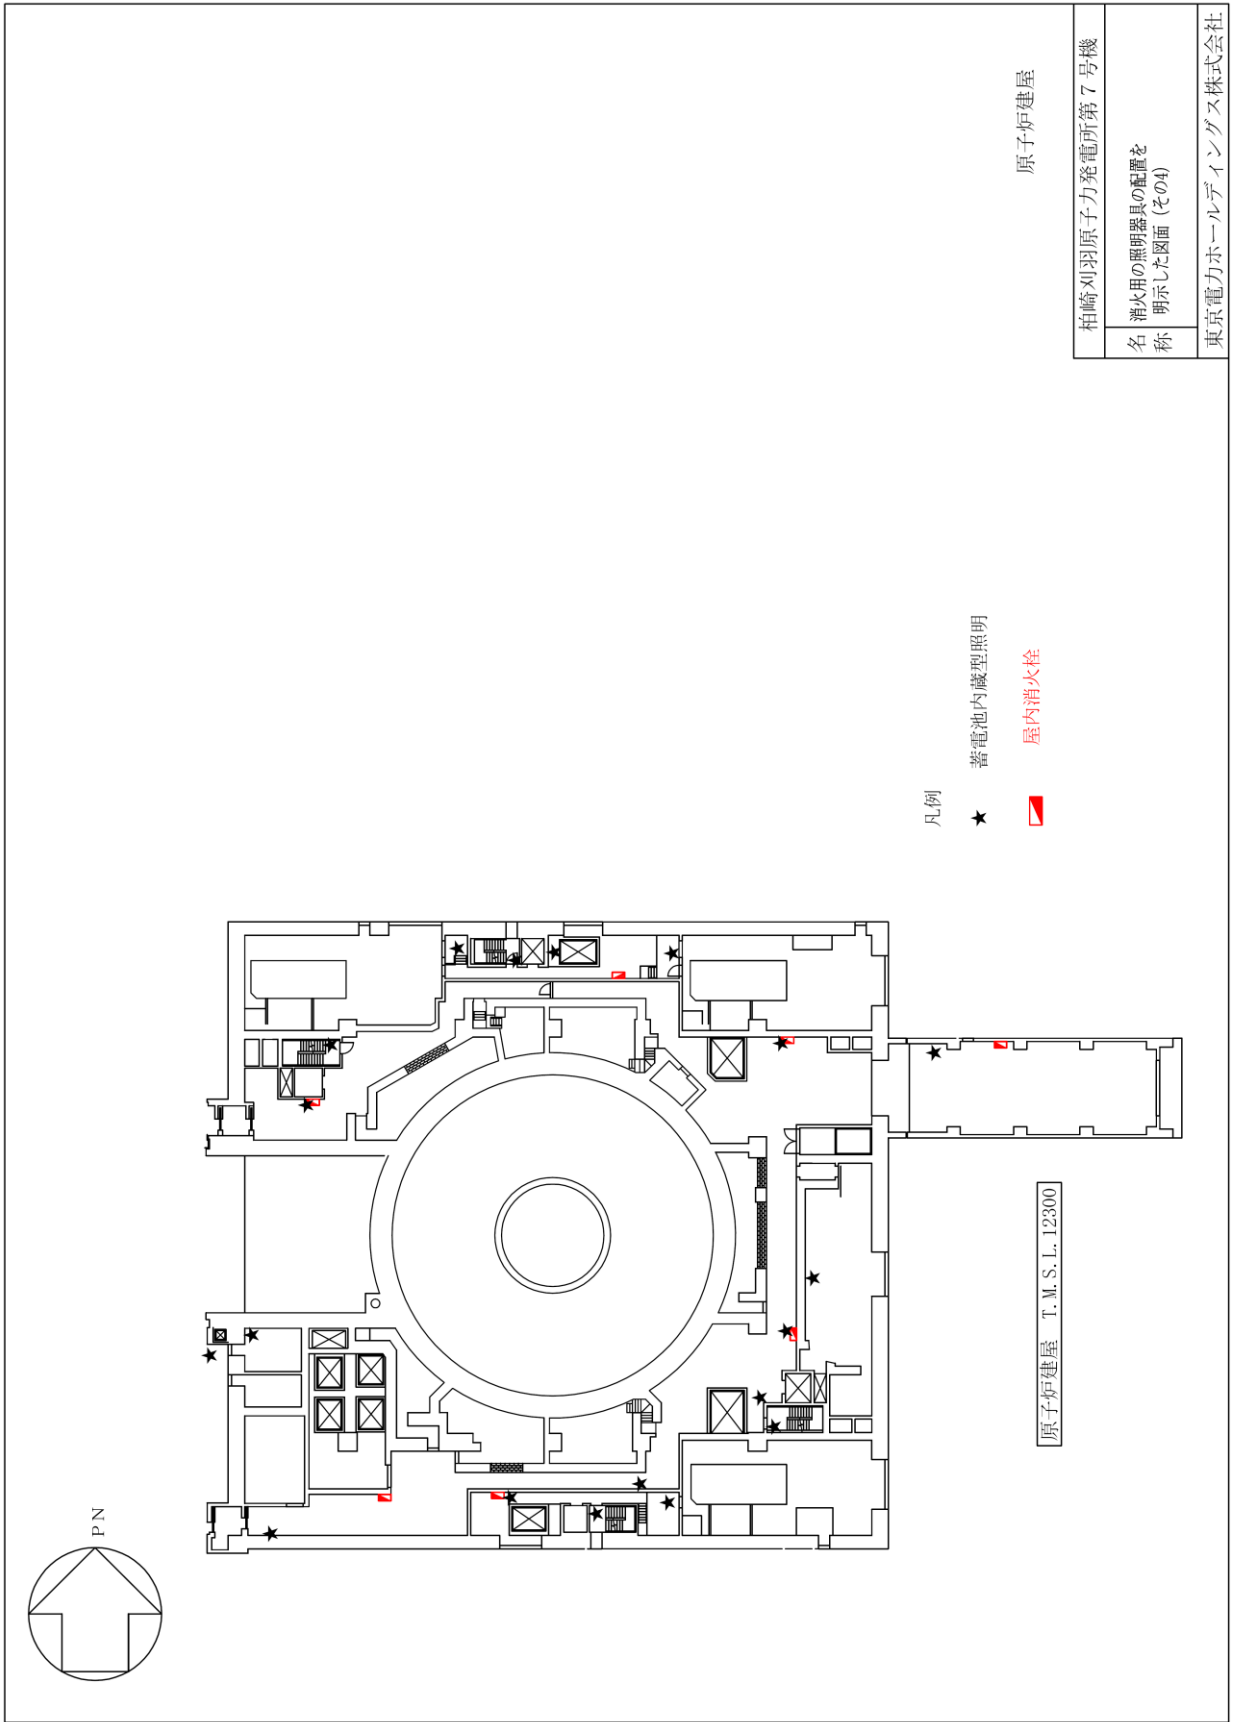 PN
原子炉建屋 T.M.S.L.12300
凡例
★ 蓄電池内蔵型照明
屋内消火栓
原子炉建屋
柏崎刈羽原子力発電所第7号機
名称
消火用の照明器具の配置を
明示した図面（その4）
東京電力ホールディングス株式会社